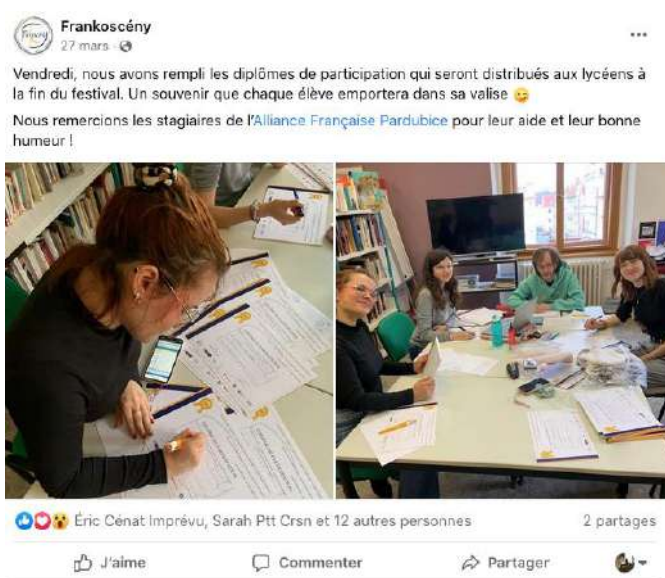 Frankoscény
27 mars
Vendredi, nous avons rempli les diplômes de participation qui seront distribués aux lycéens à
la fin du festival. Un souvenir que chaque élève emportera dans sa valise 😉
Nous remercions les stagiaires de l'Alliance Française Pardubice pour leur aide et leur bonne
humeur !
Éric Cénat Imprévu, Sarah Ptt Crsn et 12 autres personnes
2 partages
J'aime
Commenter
Partager